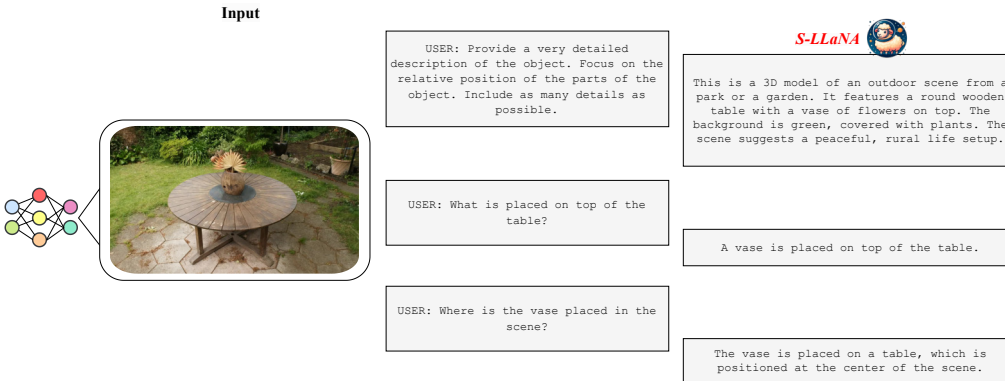 Input
USER: Provide a very detailed
description of the object. Focus on the
relative position of the parts of the
object. Include as many details as
possible.
S-LLaNA
This is a 3D model of an outdoor scene from a
park or a garden. It features a round wooden
table with a vase of flowers on top. The
background is green, covered with plants. The
scene suggests a peaceful, rural life setup.
USER: What is placed on top of the
table?
A vase is placed on top of the table.
USER: Where is the vase placed in the
scene?
The vase is placed on a table, which is
positioned at the center of the scene.